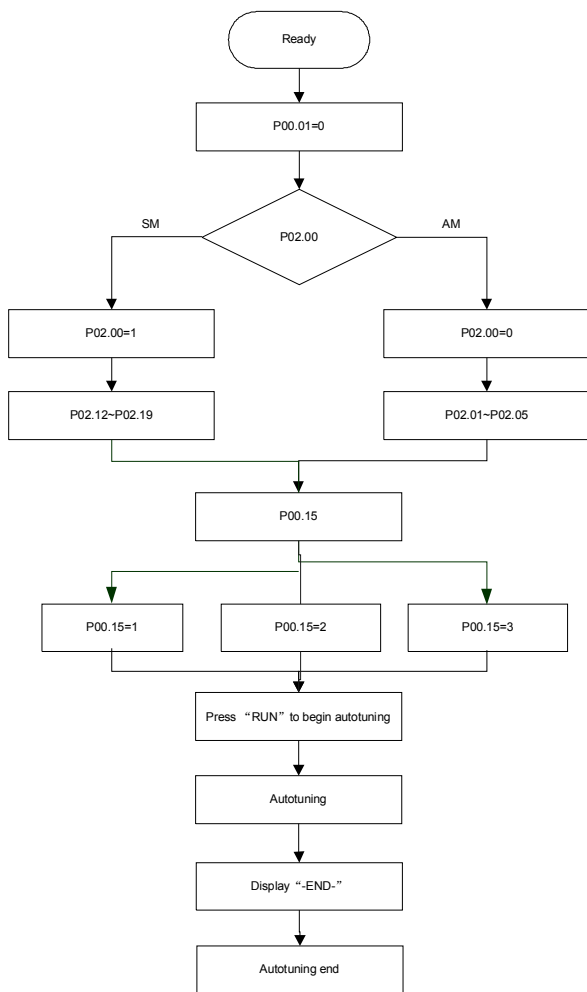 Ready
P00.01=0
SM
P02.00
AM
P02.00=1
P02.00=0
P02.12~P02.19
P02.01~P02.05
P00.15
P00.15=1
P00.15=2
P00.15=3
Press “RUN” to begin autotuning
Autotuning
Display “-END-”
Autotuning end